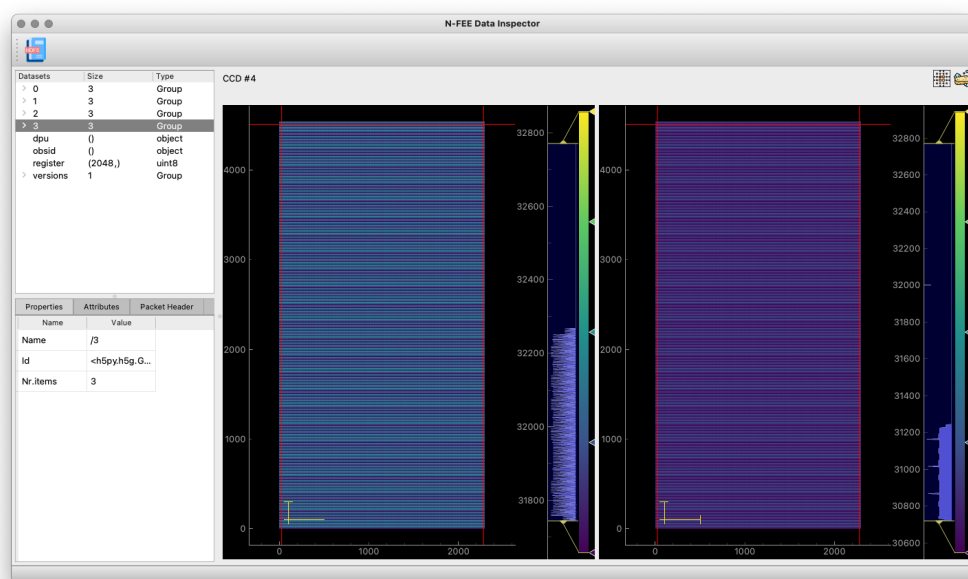 N-FEE Data Inspector
HDF5
Datasets Size Type
0 3 Group
1 3 Group
2 3 Group
3 3 Group
dpu () object
obsid () object
register (2048,) uint8
versions 1 Group
Properties Attributes Packet Header
Name Value
Name /3
Id <h5py.h5g.G...
Nr.items 3
CCD #4
4000
3000
2000
1000
0
0 1000 2000
32800
32600
32400
32200
32000
31800
4000
3000
2000
1000
0
0 1000 2000
32800
32600
32400
32200
32000
31800
31600
31400
31200
31000
30800
30600